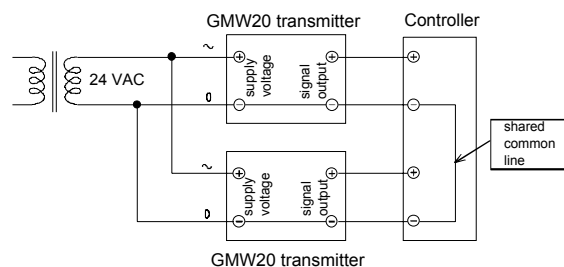 GMW20 transmitter
Controller
~
24 VAC
0
+
-
supply
voltage
signal
output
+
-
+
-
shared
common
line
~
0
+
-
supply
voltage
signal
output
+
-
+
-
GMW20 transmitter